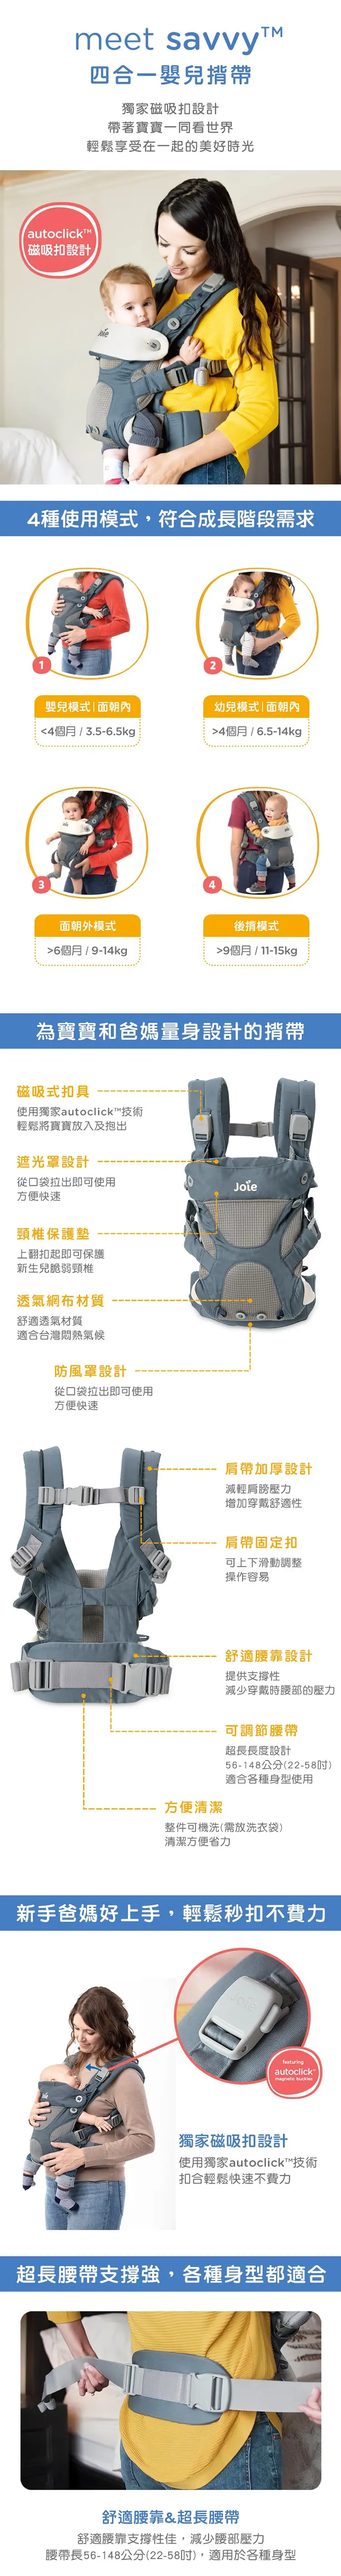 meet savvy™
四合一嬰兒揹帶
獨家磁吸扣設計
帶著寶寶一同看世界
輕鬆享受在一起的美好時光
autoclick™
磁吸扣設計
Joie
4種使用模式，符合成長階段需求
1
2
嬰兒模式|面朝內
<4個月 / 3.5-6.5kg
幼兒模式|面朝內
>4個月 / 6.5-14kg
3
4
面朝外模式
>6個月 / 9-14kg
後揹模式
>9個月 / 11-15kg
為寶寶和爸媽量身設計的揹帶
磁吸式扣具
使用獨家autoclick™技術
輕鬆將寶寶放入及抱出
遮光罩設計
從口袋拉出即可使用
方便快速
Joie
頸椎保護墊
上翻扣起即可保護
新生兒脆弱頸椎
透氣網布材質
舒適透氣材質
適合台灣悶熱氣候
防風罩設計
從口袋拉出即可使用
方便快速
肩帶加厚設計
減輕肩膀壓力
增加穿戴舒適性
肩帶固定扣
可上下滑動調整
操作容易
舒適腰靠設計
提供支撐性
減少穿戴時腰部的壓力
可調節腰帶
超長長度設計
56-148公分(22-58吋)
適合各種身型使用
方便清潔
整件可機洗(需放洗衣袋)
清潔方便省力
新手爸媽好上手，輕鬆秒扣不費力
Joie
featuring
autoclick™
magnetic buckles
獨家磁吸扣設計
使用獨家autoclick™技術
扣合輕鬆快速不費力
超長腰帶支撐強，各種身型都適合
舒適腰靠&超長腰帶
舒適腰靠支撐性佳，減少腰部壓力
腰帶長56-148公分(22-58吋)，適用於各種身型